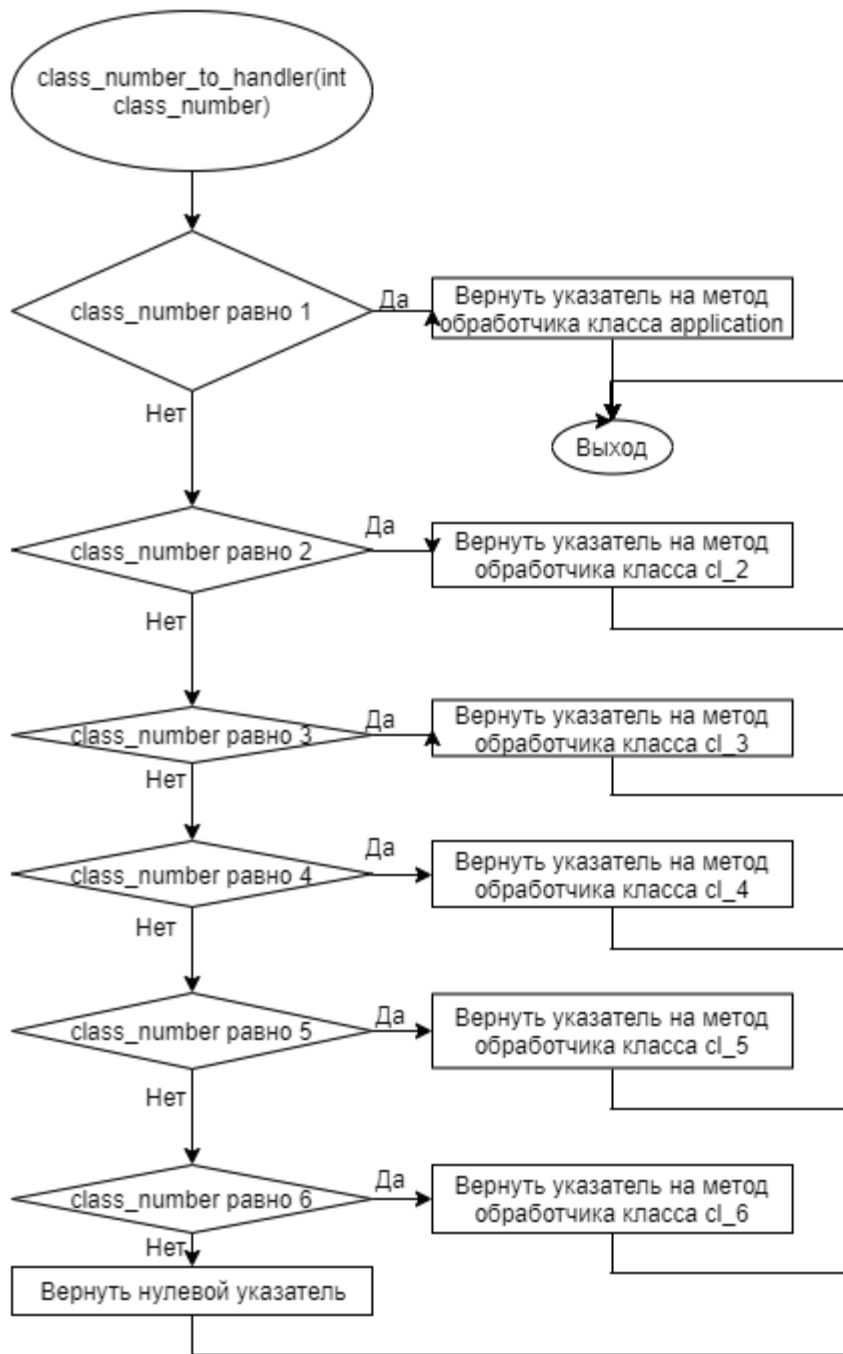 class_number_to_handler(int
class_number)
class_number равно 1
Да
Вернуть указатель на метод
обработчика класса application
Нет
Выход
class_number равно 2
Да
Вернуть указатель на метод
обработчика класса cl_2
Нет
class_number равно 3
Да
Вернуть указатель на метод
обработчика класса cl_3
Нет
class_number равно 4
Да
Вернуть указатель на метод
обработчика класса cl_4
Нет
class_number равно 5
Да
Вернуть указатель на метод
обработчика класса cl_5
Нет
class_number равно 6
Да
Вернуть указатель на метод
обработчика класса cl_6
Нет
Вернуть нулевой указатель